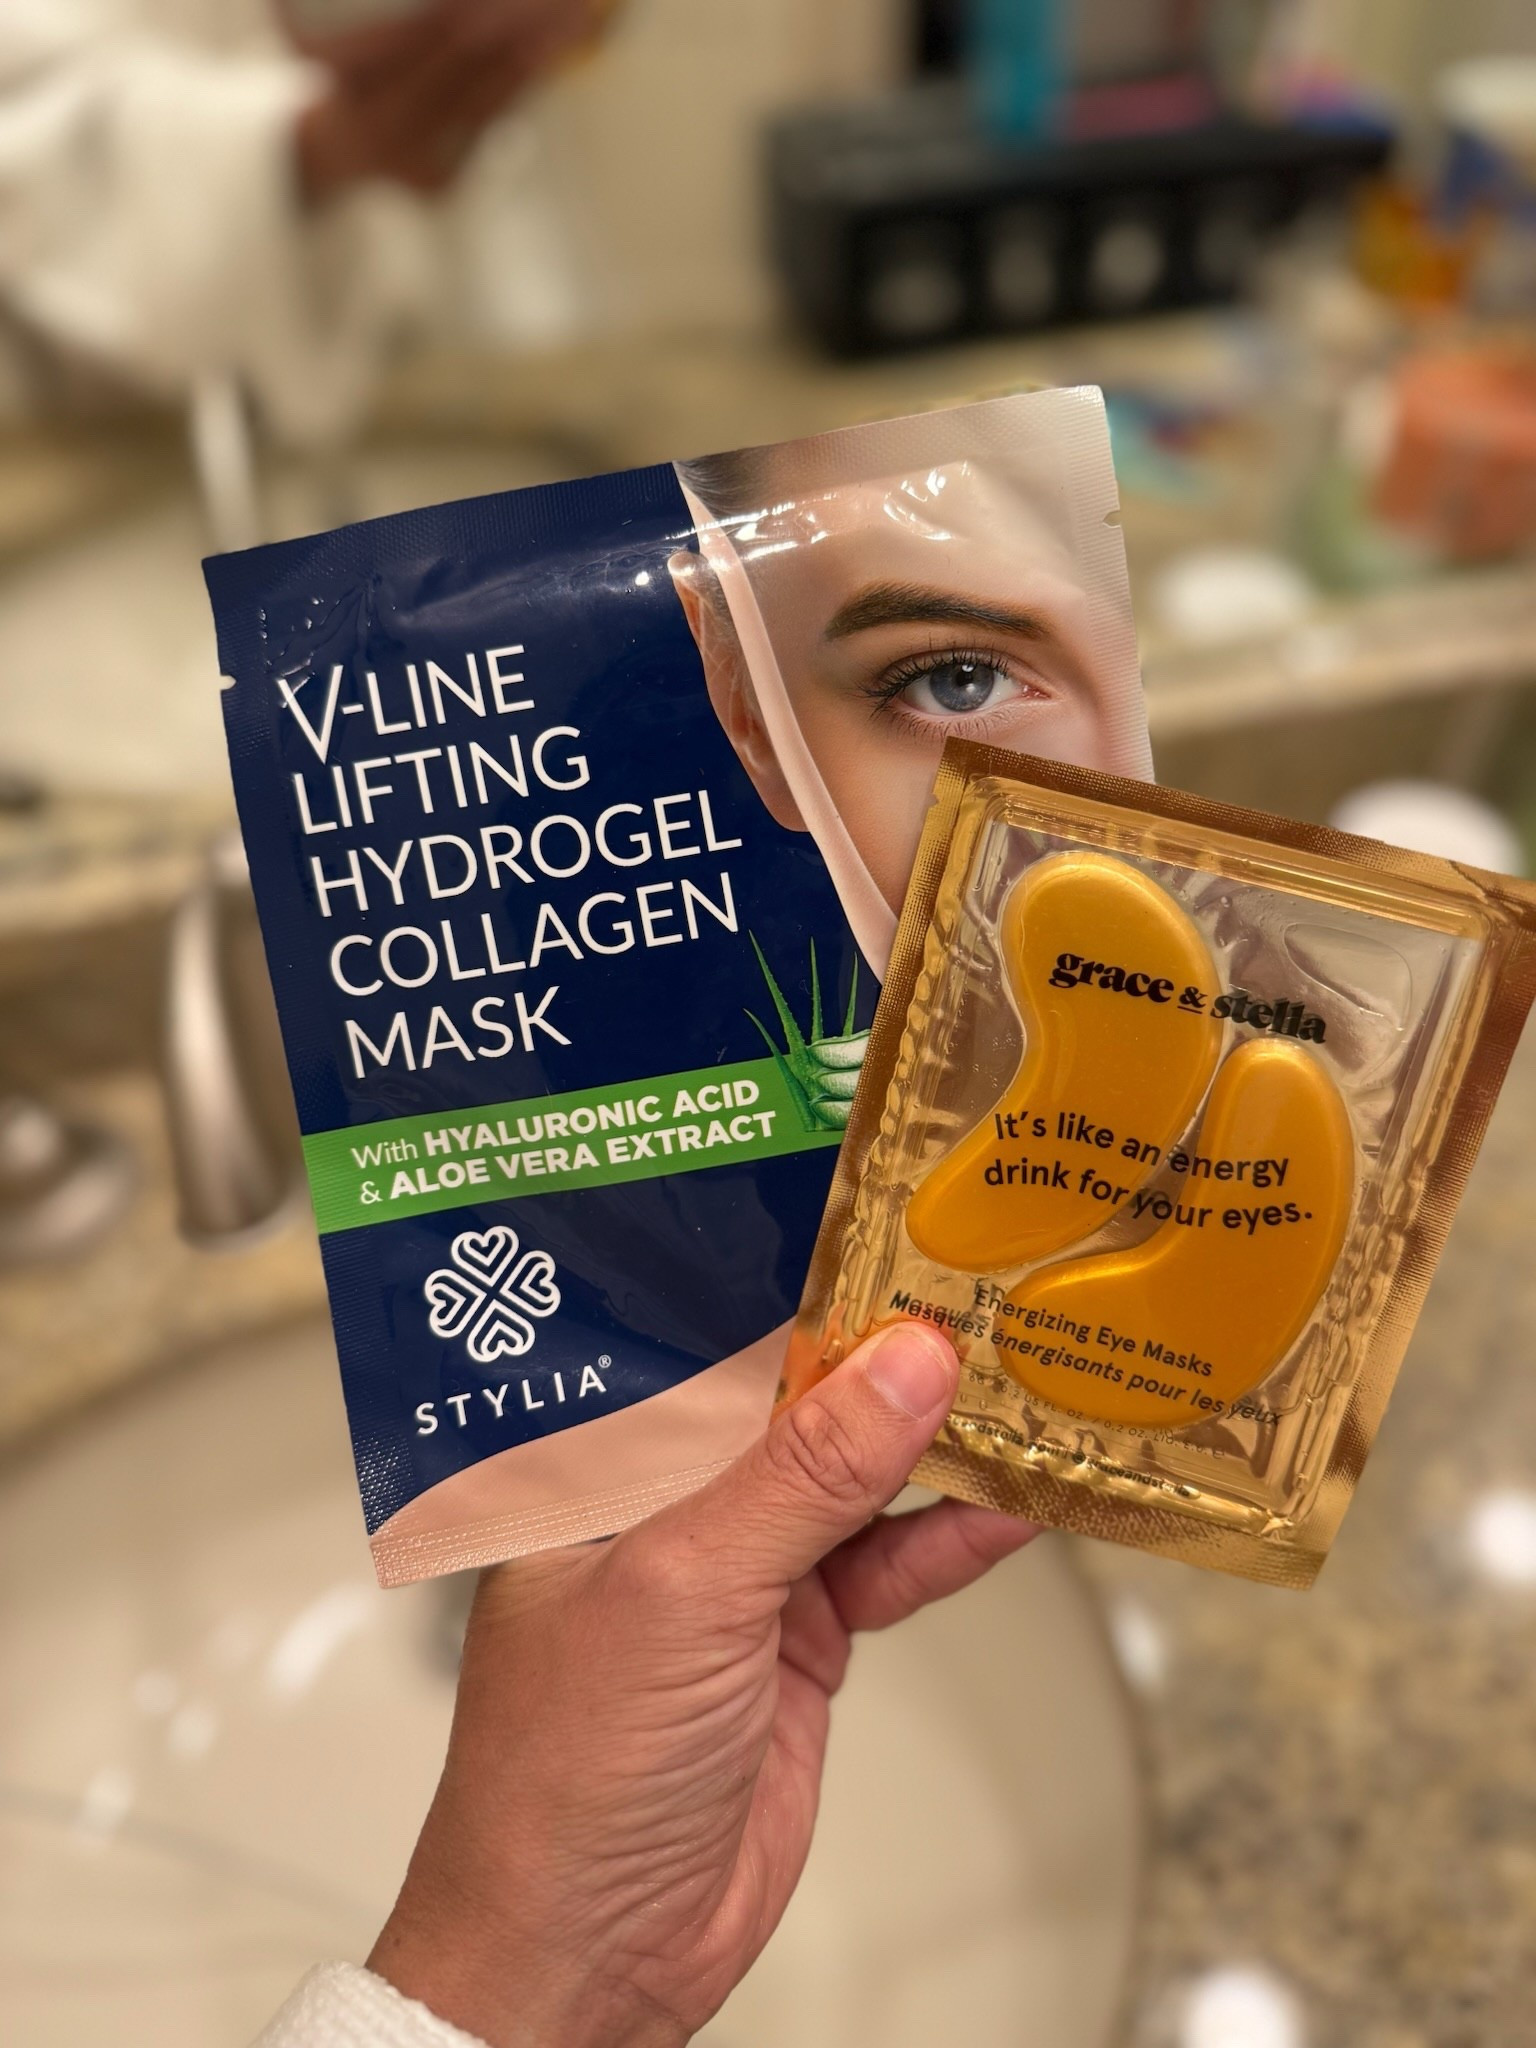 V-LINE
LIFTING
HYDROGEL
COLLAGEN
MASK
With HYALURONIC ACID
& ALOE VERA EXTRACT
STYLIA®
grace & stella
It's like an energy
drink for your eyes.
Energizing Eye Masks
Masques énergisants pour les yeux